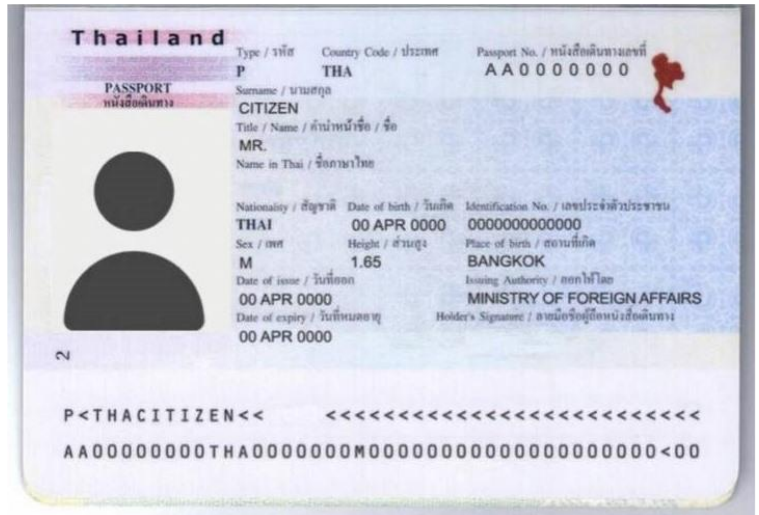 Thailand
PASSPORT
หนังสือเดินทาง
Type / รหัส Country Code / ประเทศ Passport No. / หนังสือเดินทางเลขที่
P THA AA0000000
Surname / นามสกุล
CITIZEN
Title / Name / คำนำหน้าชื่อ / ชื่อ
MR.
Name in Thai / ชื่อภาษาไทย
Nationality / สัญชาติ Date of birth / วันเกิด Identification No. / เลขประจำตัวประชาชน
THAI 00 APR 0000 0000000000000
Sex / เพศ Height / ส่วนสูง Place of birth / สถานที่เกิด
M 1.65 BANGKOK
Date of issue / วันที่ออก Issuing Authority / ออกให้โดย
00 APR 0000 MINISTRY OF FOREIGN AFFAIRS
Date of expiry / วันที่หมดอายุ Holder's Signature / ลายมือชื่อผู้ถือหนังสือเดินทาง
00 APR 0000
2
P<THACITIZEN<< <<<<<<<<<<<<<<<<<<<<<<<<<<
AA00000000THA0000000M0000000000000000000000<00